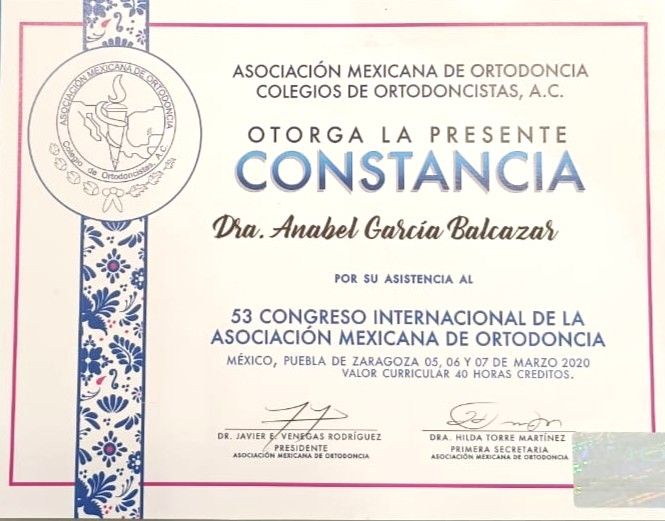 ASOCIACIÓN MEXICANA DE ORTODONCIA
Colegio de Ortodoncistas, A.C.
ASOCIACIÓN MEXICANA DE ORTODONCIA
COLEGIOS DE ORTODONCISTAS, A.C.
OTORGA LA PRESENTE
CONSTANCIA
Dra. Anabel García Balcazar
POR SU ASISTENCIA AL
53 CONGRESO INTERNACIONAL DE LA
ASOCIACIÓN MEXICANA DE ORTODONCIA
MÉXICO, PUEBLA DE ZARAGOZA 05, 06 Y 07 DE MARZO 2020
VALOR CURRICULAR 40 HORAS CREDITOS.
DR. JAVIER E. VENEGAS RODRÍGUEZ
PRESIDENTE
ASOCIACIÓN MEXICANA DE ORTODONCIA
DRA. HILDA TORRE MARTÍNEZ
PRIMERA SECRETARIA
ASOCIACIÓN MEXICANA DE ORTODONCIA